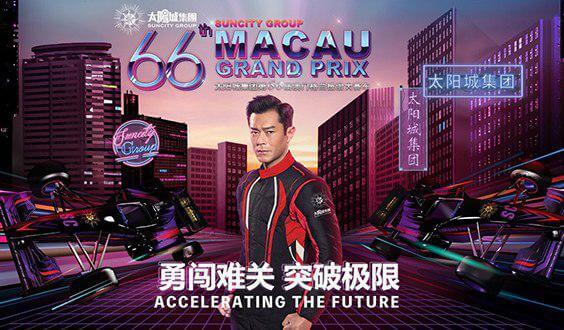 太陽城集團
SUNCITY GROUP
SUNCITY GROUP
66th MACAU
GRAND PRIX
太阳城集团
太阳城集团
Suncity
Group
勇闯难关 突破极限
ACCELERATING THE FUTURE